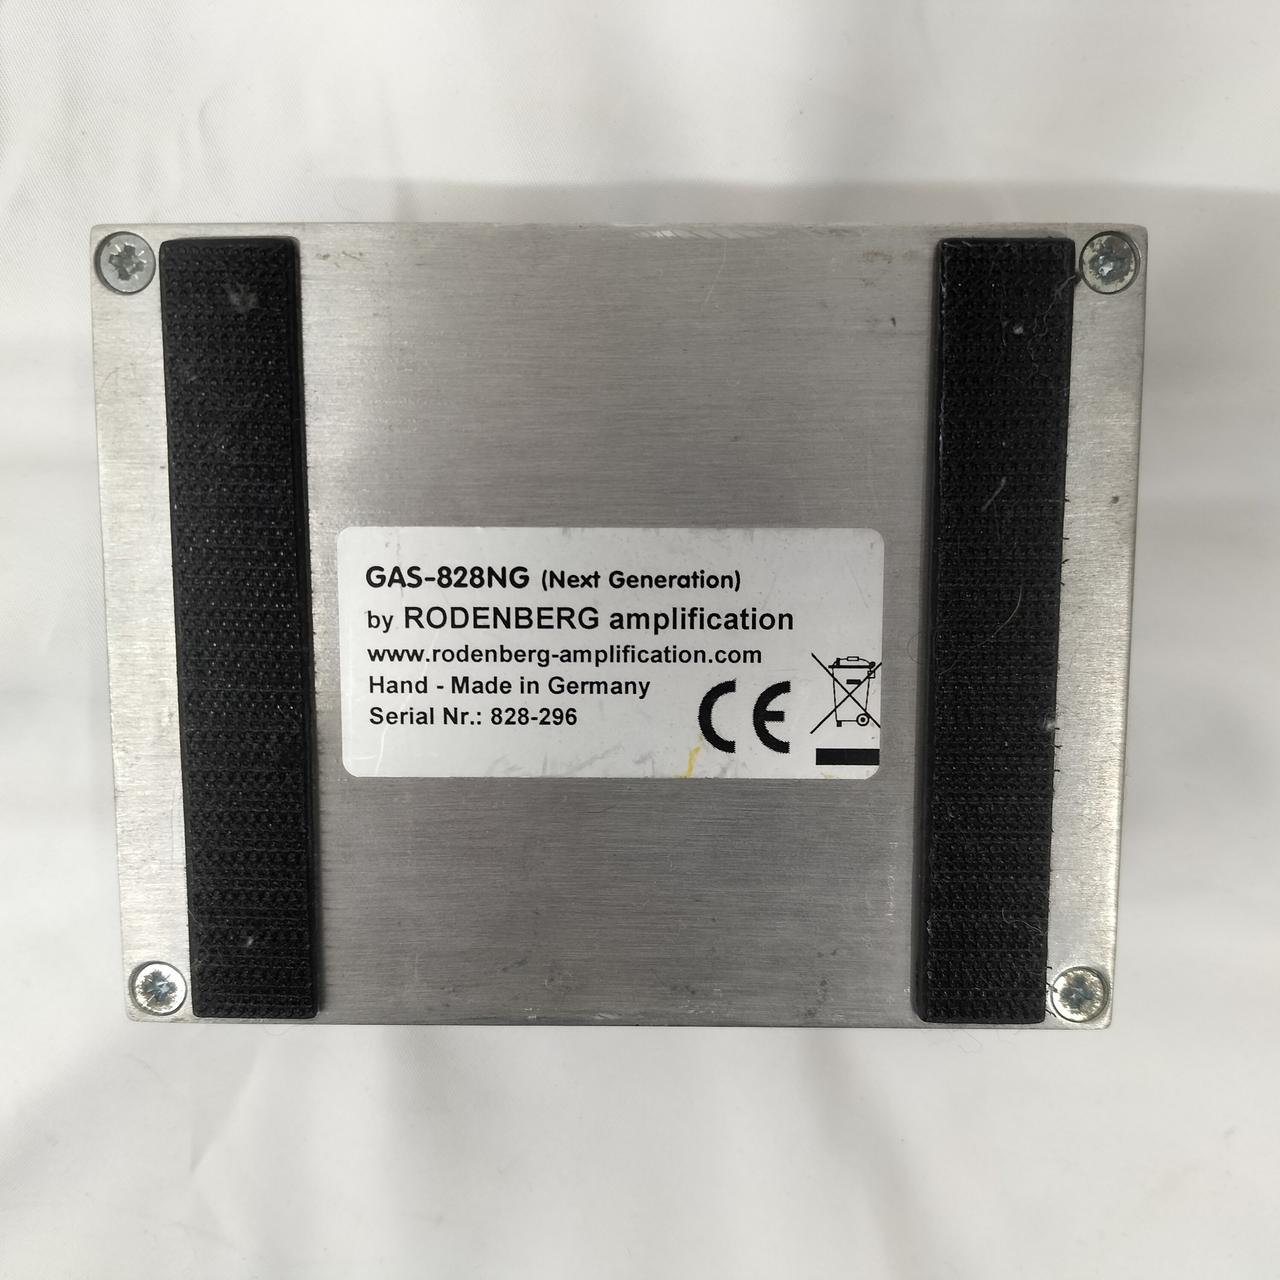 GAS-828NG (Next Generation)
by RODENBERG amplification
www.rodenberg-amplification.com
Hand - Made in Germany
Serial Nr.: 828-296
CE